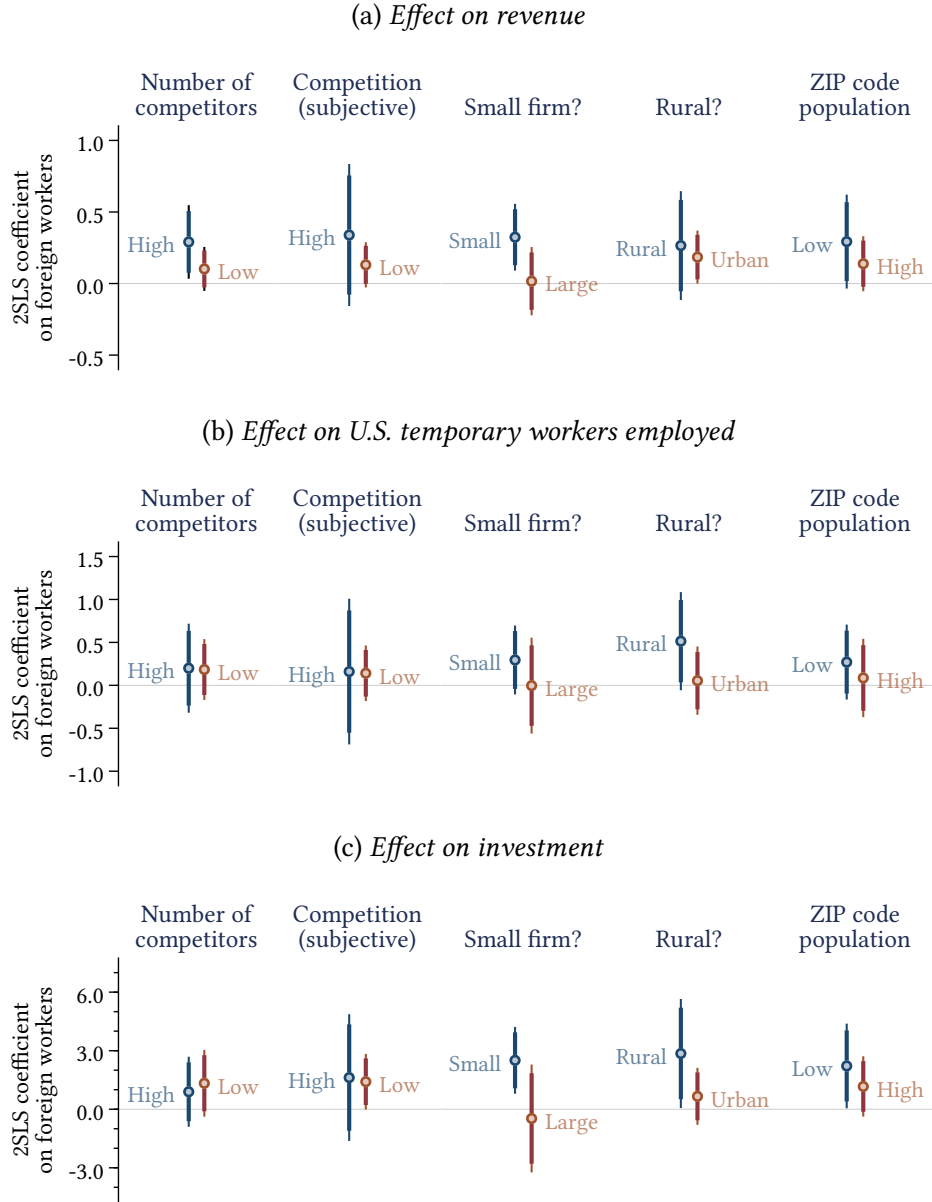 (a) Effect on revenue
Number of competitors
Competition (subjective)
Small firm?
Rural?
ZIP code population
2SLS coefficient on foreign workers
1.0
0.5
0.0
-0.5
High
Low
High
Low
Small
Large
Rural
Urban
Low
High
(b) Effect on U.S. temporary workers employed
Number of competitors
Competition (subjective)
Small firm?
Rural?
ZIP code population
2SLS coefficient on foreign workers
1.5
1.0
0.5
0.0
-0.5
-1.0
High
Low
High
Low
Small
Large
Rural
Urban
Low
High
(c) Effect on investment
Number of competitors
Competition (subjective)
Small firm?
Rural?
ZIP code population
2SLS coefficient on foreign workers
6.0
3.0
0.0
-3.0
High
Low
High
Low
Small
Large
Rural
Urban
Low
High